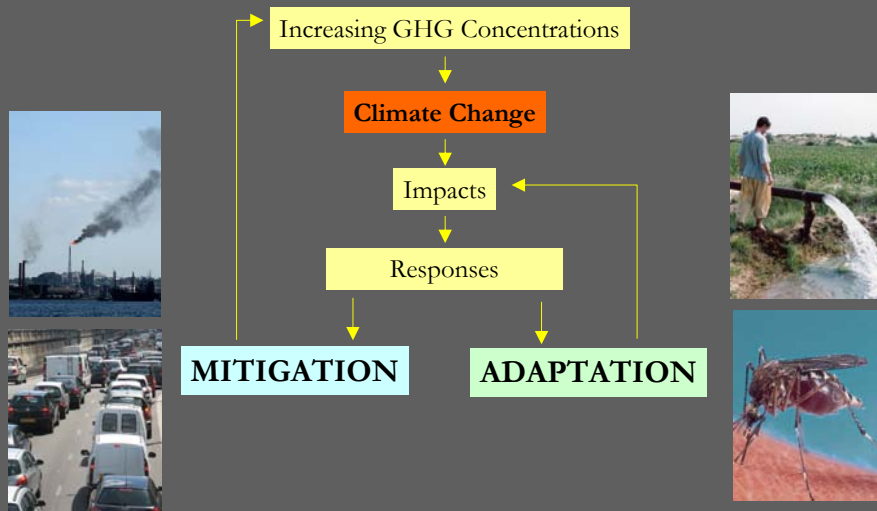 Increasing GHG Concentrations
Climate Change
Impacts
Responses
MITIGATION
ADAPTATION